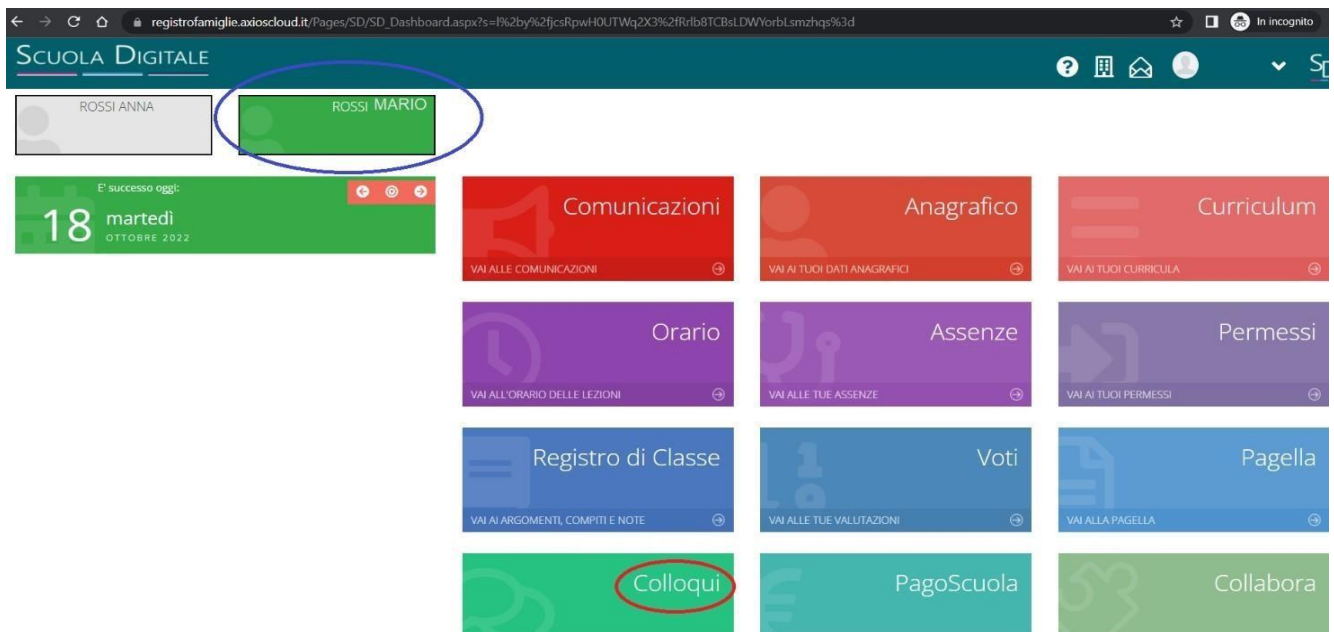 registrofamiglie.axioscloud.it/Pages/SD/SD_Dashboard.aspx?s=l%2by%2fjcsRpwH0UTWq2X3%2fRrlb8TCBsLDWYorbLsmzhqs%3d
In incognito
SCUOLA DIGITALE
SD
ROSSI ANNA
ROSSI MARIO
E' successo oggi:
18 martedì
OTTOBRE 2022
Comunicazioni
VAI ALLE COMUNICAZIONI
Anagrafico
VAI AI TUOI DATI ANAGRAFICI
Curriculum
VAI AI TUOI CURRICULA
Orario
VAI ALL'ORARIO DELLE LEZIONI
Assenze
VAI ALLE TUE ASSENZE
Permessi
VAI AI TUOI PERMESSI
Registro di Classe
VAI AI ARGOMENTI, COMPITI E NOTE
Voti
VAI ALLE TUE VALUTAZIONI
Pagella
VAI ALLA PAGELLA
Colloqui
PagoScuola
Collabora